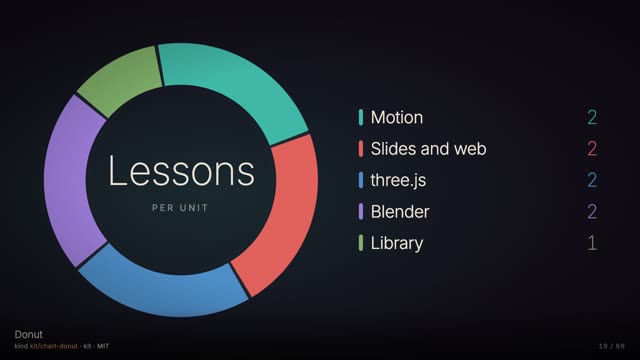 Lessons
PER UNIT
Motion 2
Slides and web 2
three.js 2
Blender 2
Library 1
Donut
kind kit/chart-donut · kit · MIT
19 / 66